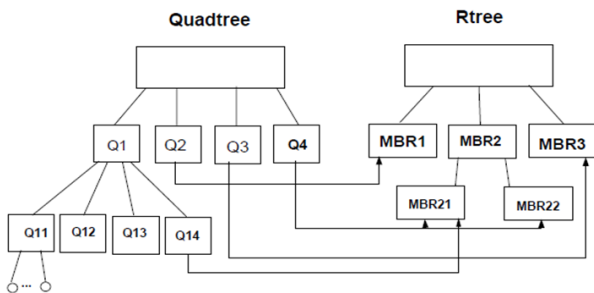 Quadtree Rtree
Q1 Q2 Q3 Q4 MBR1 MBR2 MBR3
MBR21 MBR22
Q11 Q12 Q13 Q14
...